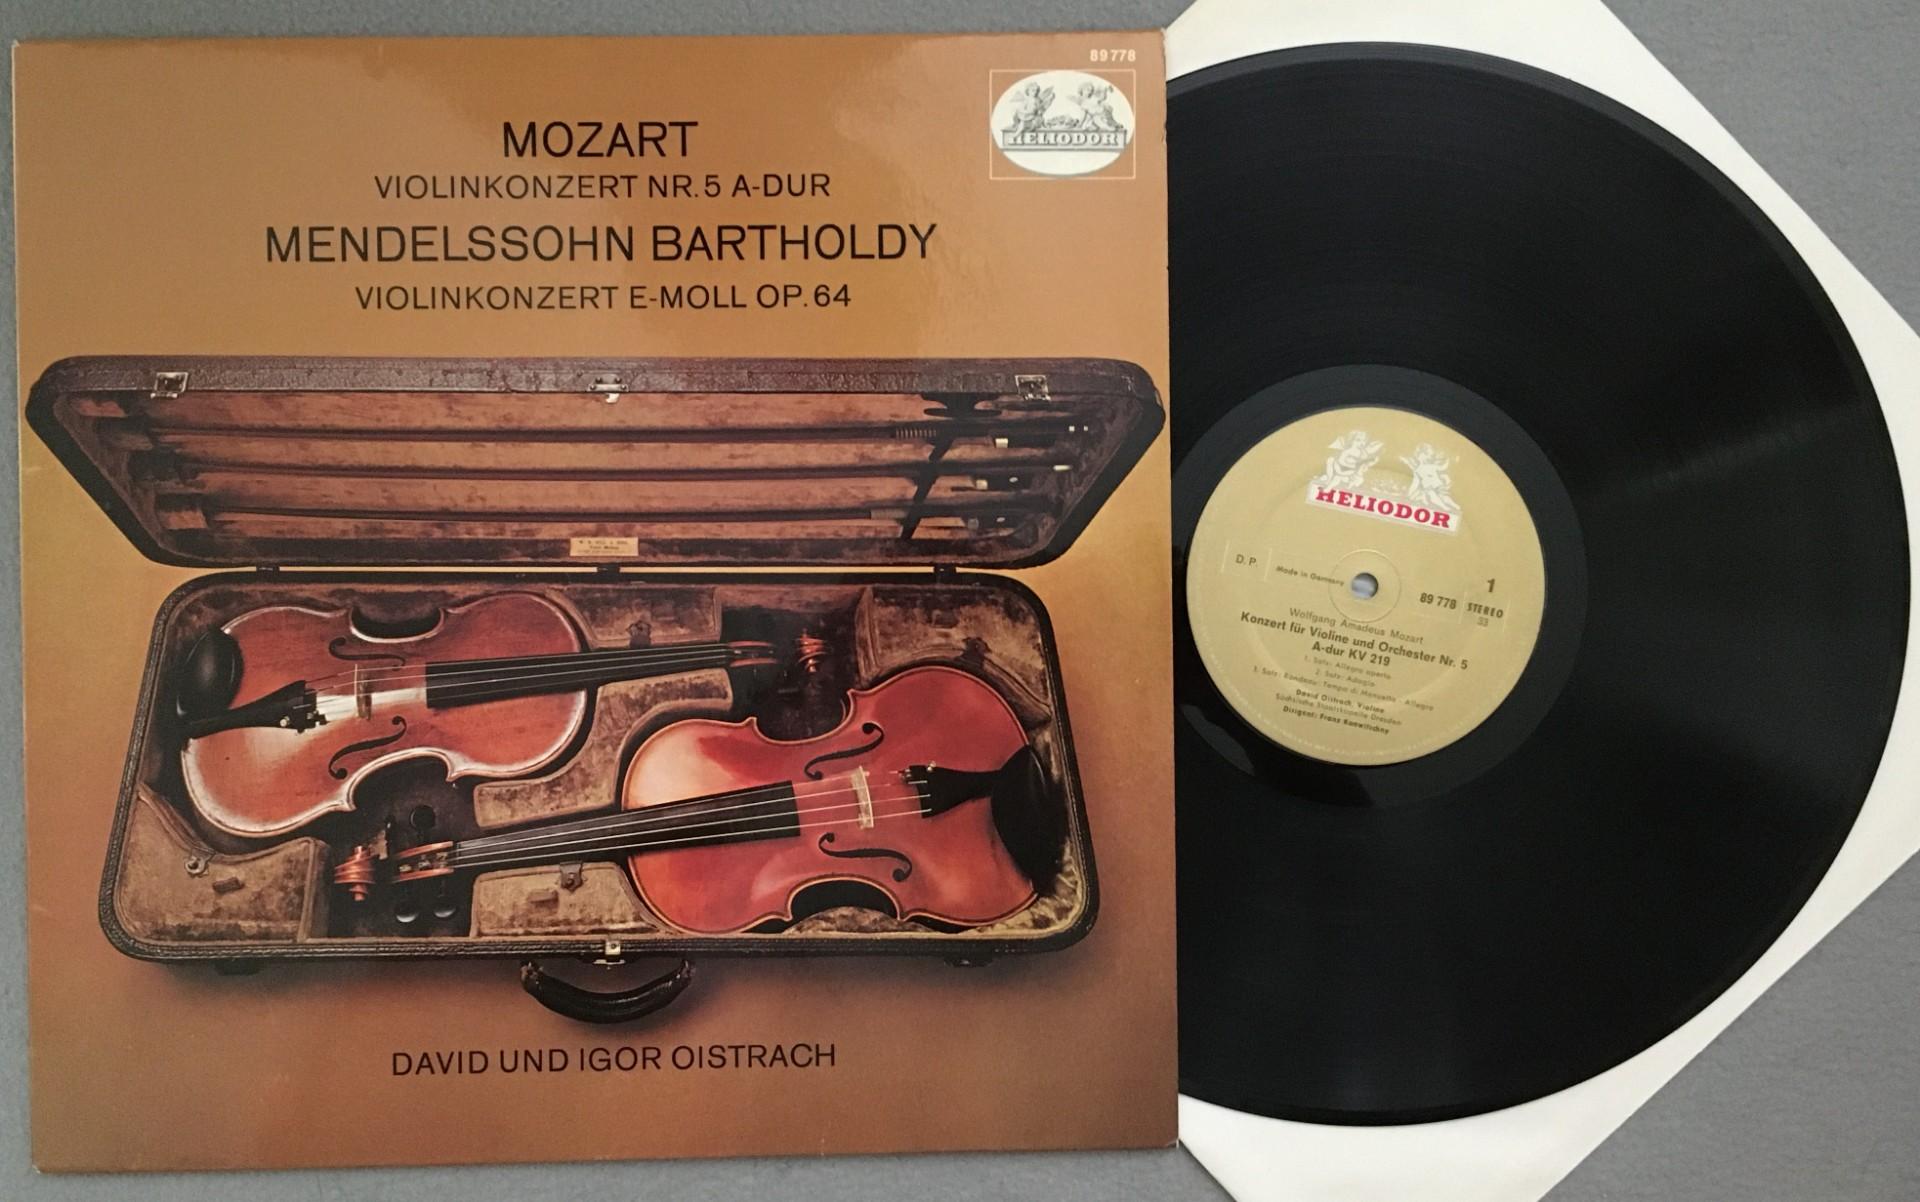 89 778
HELIODOR
MOZART
VIOLINKONZERT NR. 5 A-DUR
MENDELSSOHN BARTHOLDY
VIOLINKONZERT E-MOLL OP. 64
DAVID UND IGOR OISTRACH
HELIODOR
D. P.
Made in Germany
1
89 778
STEREO
33
Wolfgang Amadeus Mozart
Konzert für Violine und Orchester Nr. 5
A-dur KV 219
1. Satz: Allegro aperto
2. Satz: Adagio
3. Satz: Rondeau: Tempo di Menuetto - Allegro
David Oistrach, Violine
Sächsische Staatskapelle Dresden
Dirigent: Franz Konwitschny